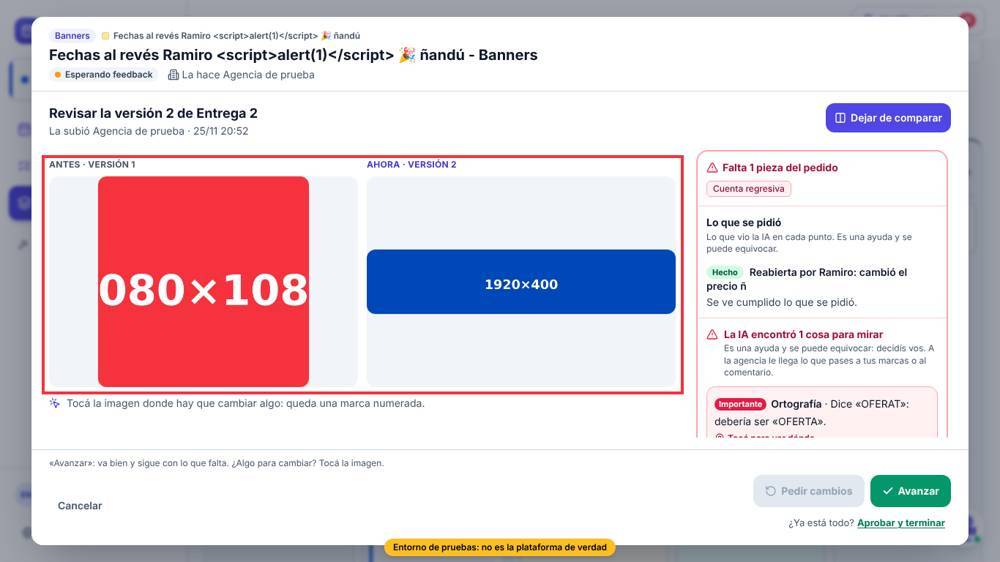 Banners Fechas al revés Ramiro <script>alert(1)</script> 🎉 ñandú
Fechas al revés Ramiro <script>alert(1)</script> 🎉 ñandú - Banners
Esperando feedback La hace Agencia de prueba
Revisar la versión 2 de Entrega 2
La subió Agencia de prueba · 25/11 20:52
Dejar de comparar
ANTES · VERSIÓN 1
080×108
AHORA · VERSIÓN 2
1920×400
Tocá la imagen donde hay que cambiar algo: queda una marca numerada.
Falta 1 pieza del pedido
Cuenta regresiva
Lo que se pidió
Lo que vio la IA en cada punto. Es una ayuda y se
puede equivocar.
Hecho Reabierta por Ramiro: cambió el
precio ñ
Se ve cumplido lo que se pidió.
La IA encontró 1 cosa para mirar
Es una ayuda y se puede equivocar: decidís vos. A
la agencia le llega lo que pases a tus marcas o al
comentario.
Importante Ortografía · Dice «OFERAT»:
debería ser «OFERTA».
«Avanzar»: va bien y sigue con lo que falta. ¿Algo para cambiar? Tocá la imagen.
Cancelar
Pedir cambios
Avanzar
¿Ya está todo? Aprobar y terminar
Entorno de pruebas: no es la plataforma de verdad